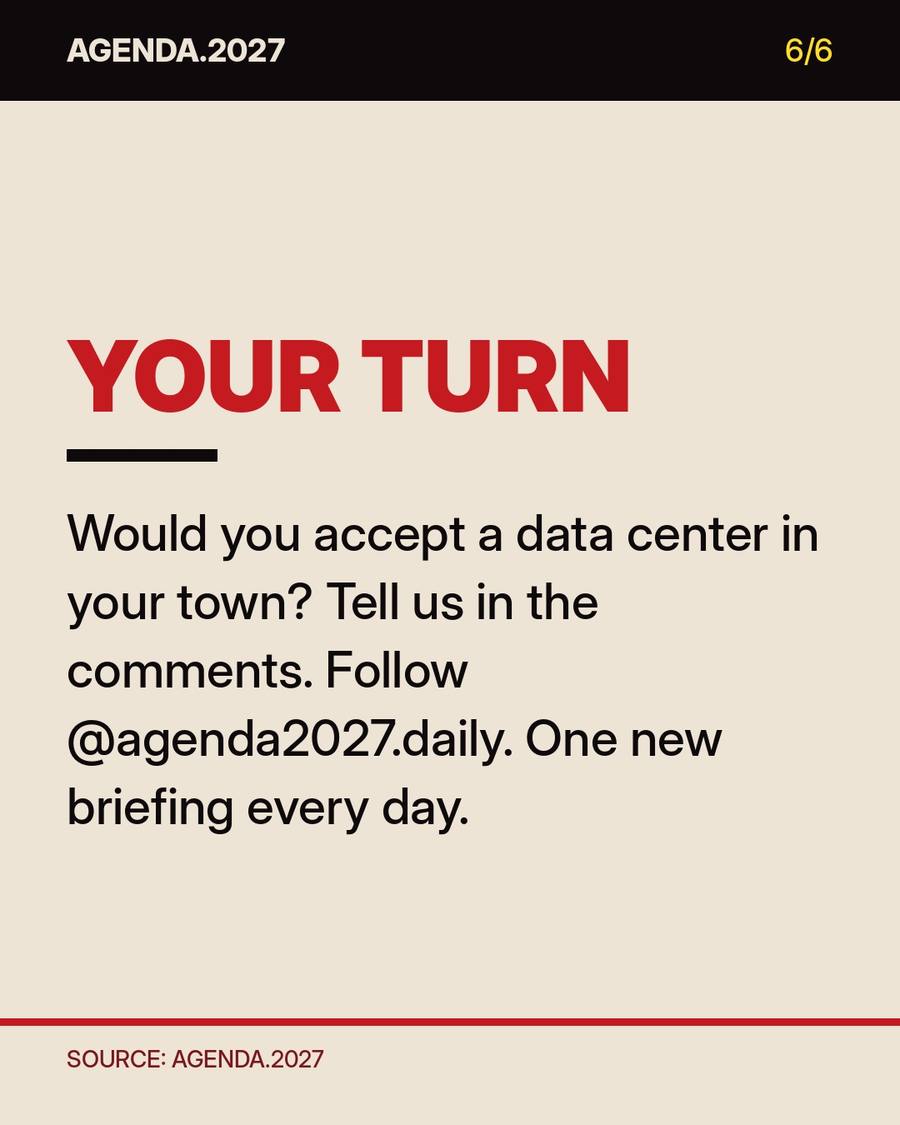 AGENDA.2027
6/6
YOUR TURN
Would you accept a data center in
your town? Tell us in the
comments. Follow
@agenda2027.daily. One new
briefing every day.
SOURCE: AGENDA.2027